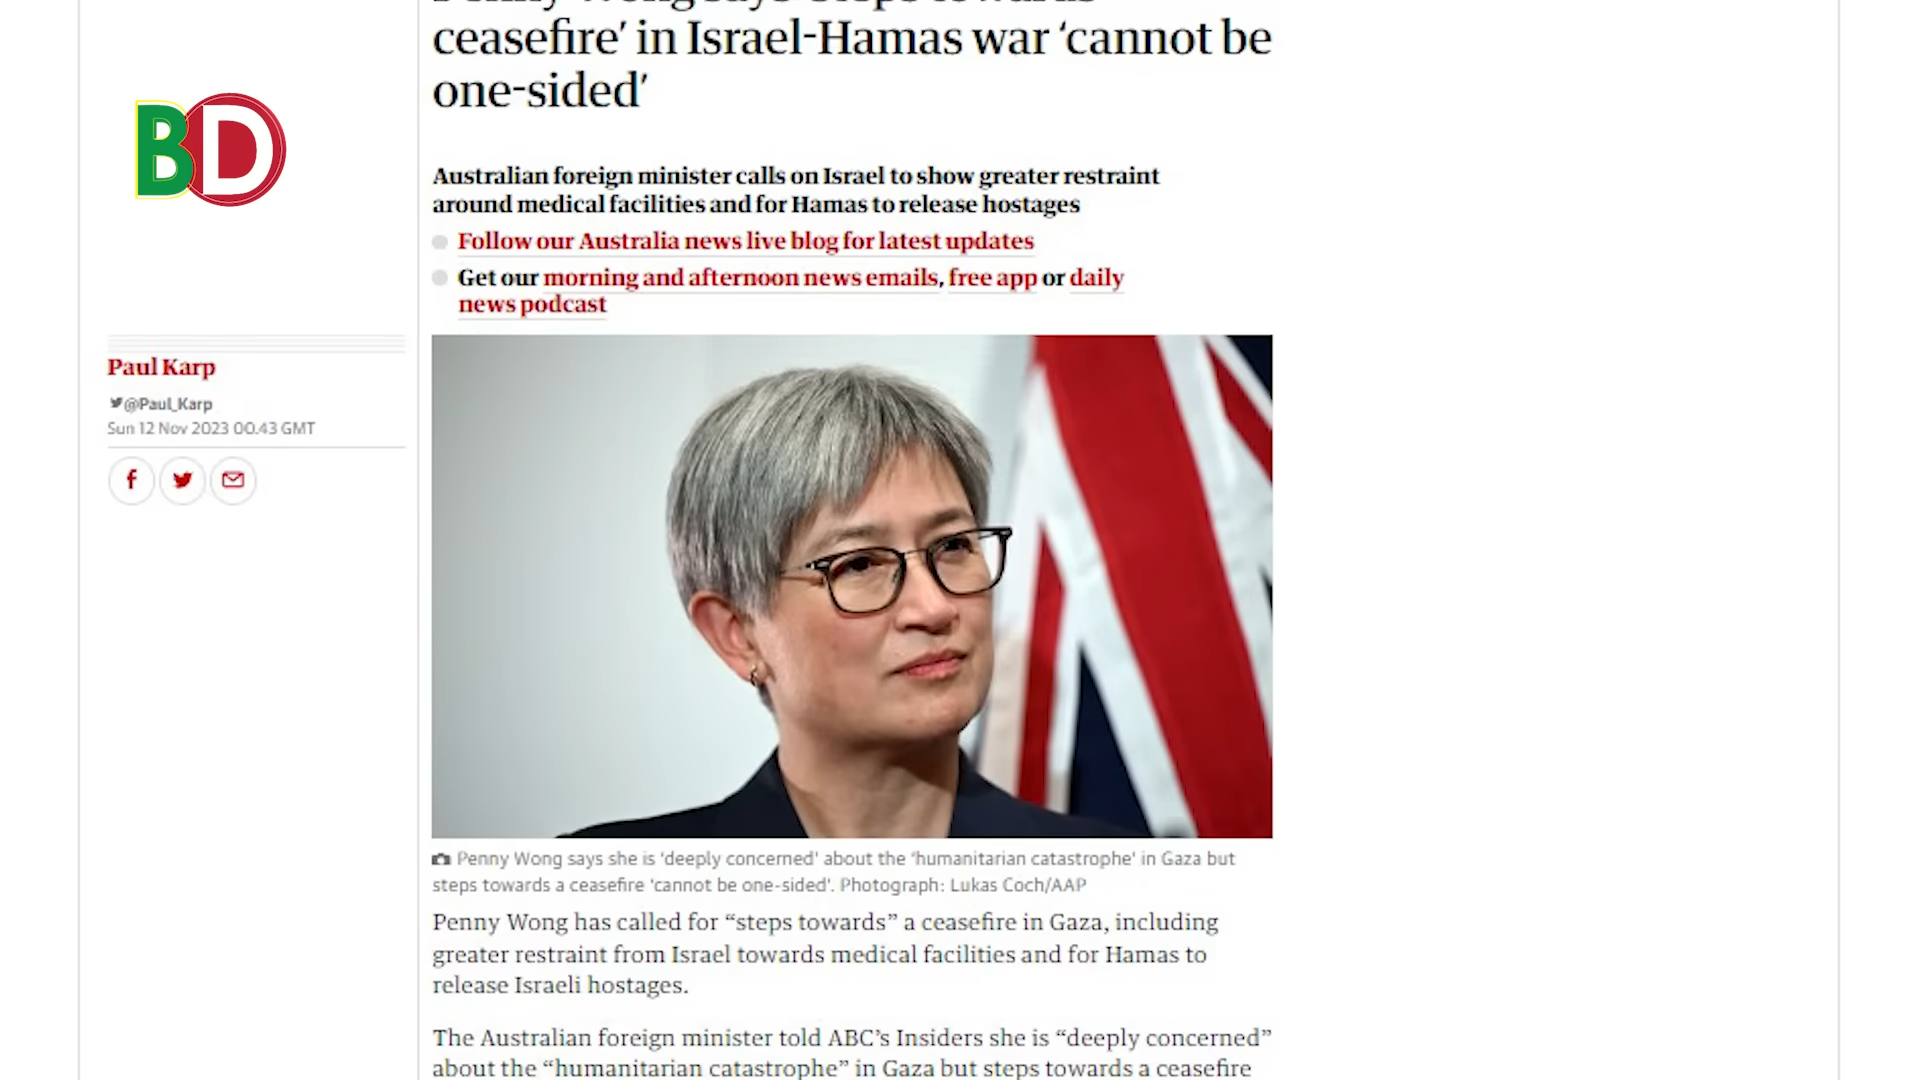 Penny Wong says 'steps towards
ceasefire' in Israel-Hamas war ‘cannot be
one-sided’
BD
Australian foreign minister calls on Israel to show greater restraint
around medical facilities and for Hamas to release hostages
Follow our Australia news live blog for latest updates
Get our morning and afternoon news emails, free app or daily
news podcast
Paul Karp
@Paul_Karp
Sun 12 Nov 2023 00.43 GMT
Penny Wong says she is ‘deeply concerned’ about the ‘humanitarian catastrophe’ in Gaza but
steps towards a ceasefire ‘cannot be one-sided’. Photograph: Lukas Coch/AAP
Penny Wong has called for “steps towards” a ceasefire in Gaza, including
greater restraint from Israel towards medical facilities and for Hamas to
release Israeli hostages.
The Australian foreign minister told ABC’s Insiders she is “deeply concerned”
about the “humanitarian catastrophe” in Gaza but steps towards a ceasefire